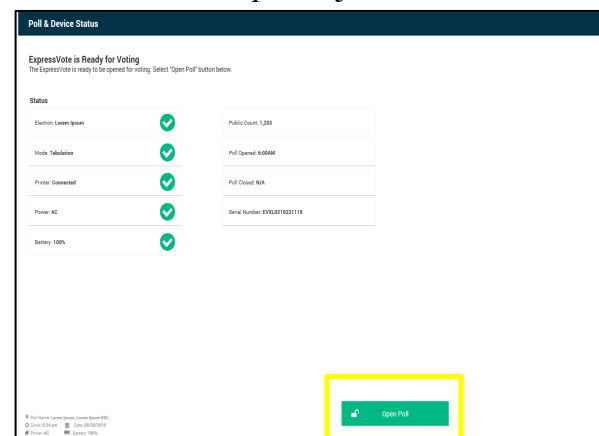 Poll & Device Status
ExpressVote is Ready for Voting
The ExpressVote is ready to be opened for voting. Select "Open Poll" button below.
Status
Election: Lorem Ipsum
Public Count: 1,203
Mode: Tabulation
Poll Opened: 6:00AM
Printer: Connected
Poll Closed: N/A
Power: AC
Serial Number: EVXL0219231119
Battery: 100%
Open Poll
Poll Name: Lorem Ipsum, Lorem Ipsum
Clock: 6:34 pm Date: 08/20/2016
Power: AC Battery: 100%